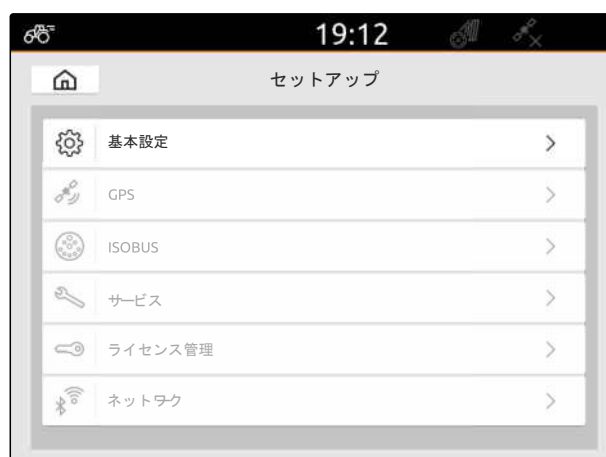 19:12
セットアップ
基本設定
GPS
ISOBUS
サービス
ライセンス管理
ネットワーク